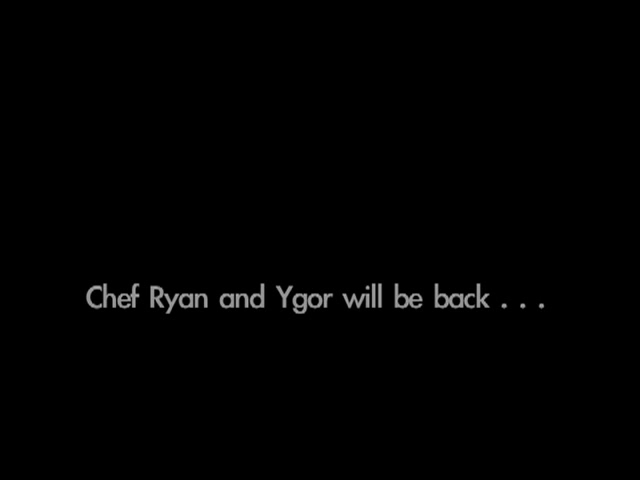 Chef Ryan and Ygor will be back . . .